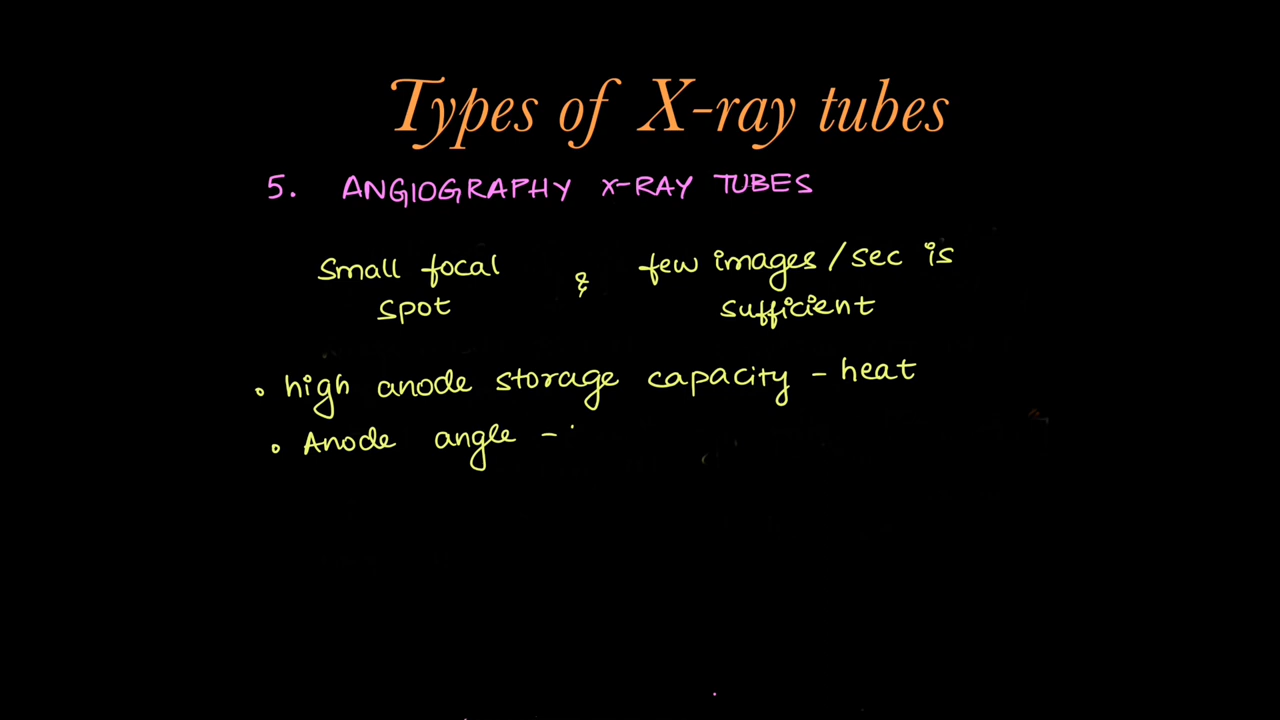 Types of X-ray tubes
5. ANGIOGRAPHY X-RAY TUBES
small focal spot & few images/sec is sufficient
• high anode storage capacity - heat
• Anode angle -